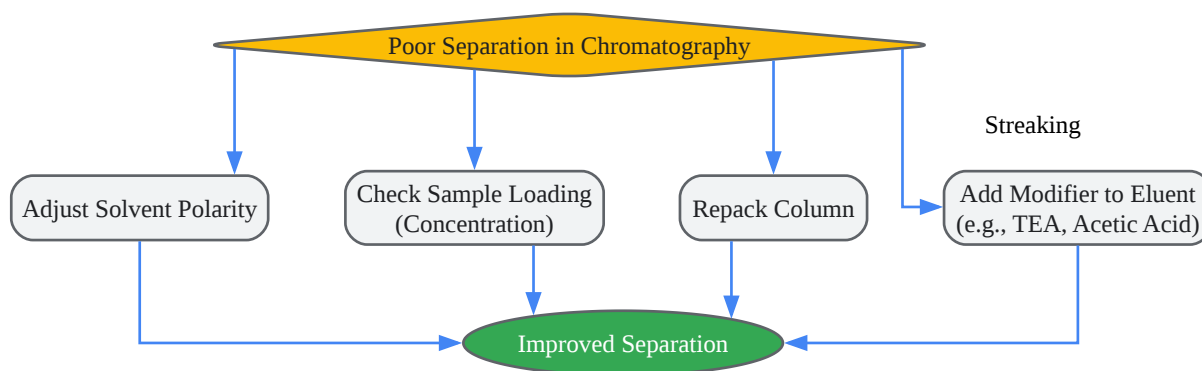 Poor Separation in Chromatography
Streaking
Adjust Solvent Polarity
Check Sample Loading
(Concentration)
Repack Column
Add Modifier to Eluent
(e.g., TEA, Acetic Acid)
Improved Separation